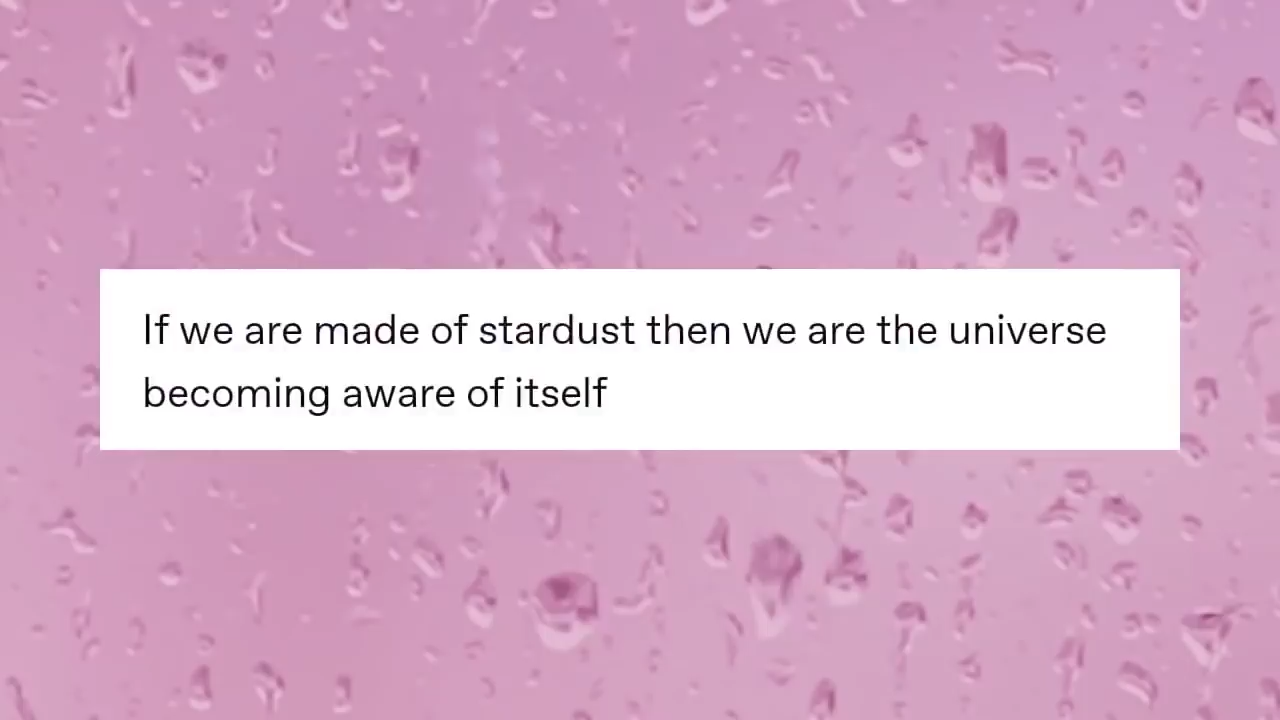 If we are made of stardust then we are the universe
becoming aware of itself